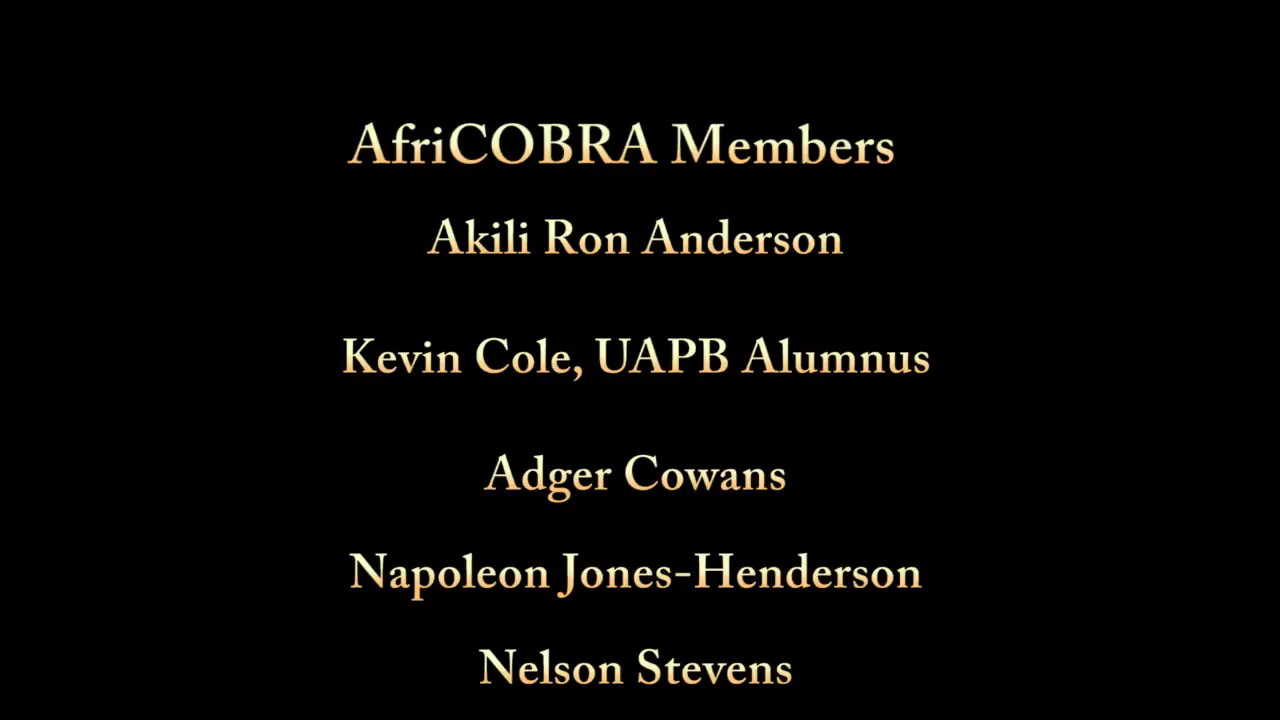 AfriCOBRA Members
Akili Ron Anderson
Kevin Cole, UAPB Alumnus
Adger Cowans
Napoleon Jones-Henderson
Nelson Stevens